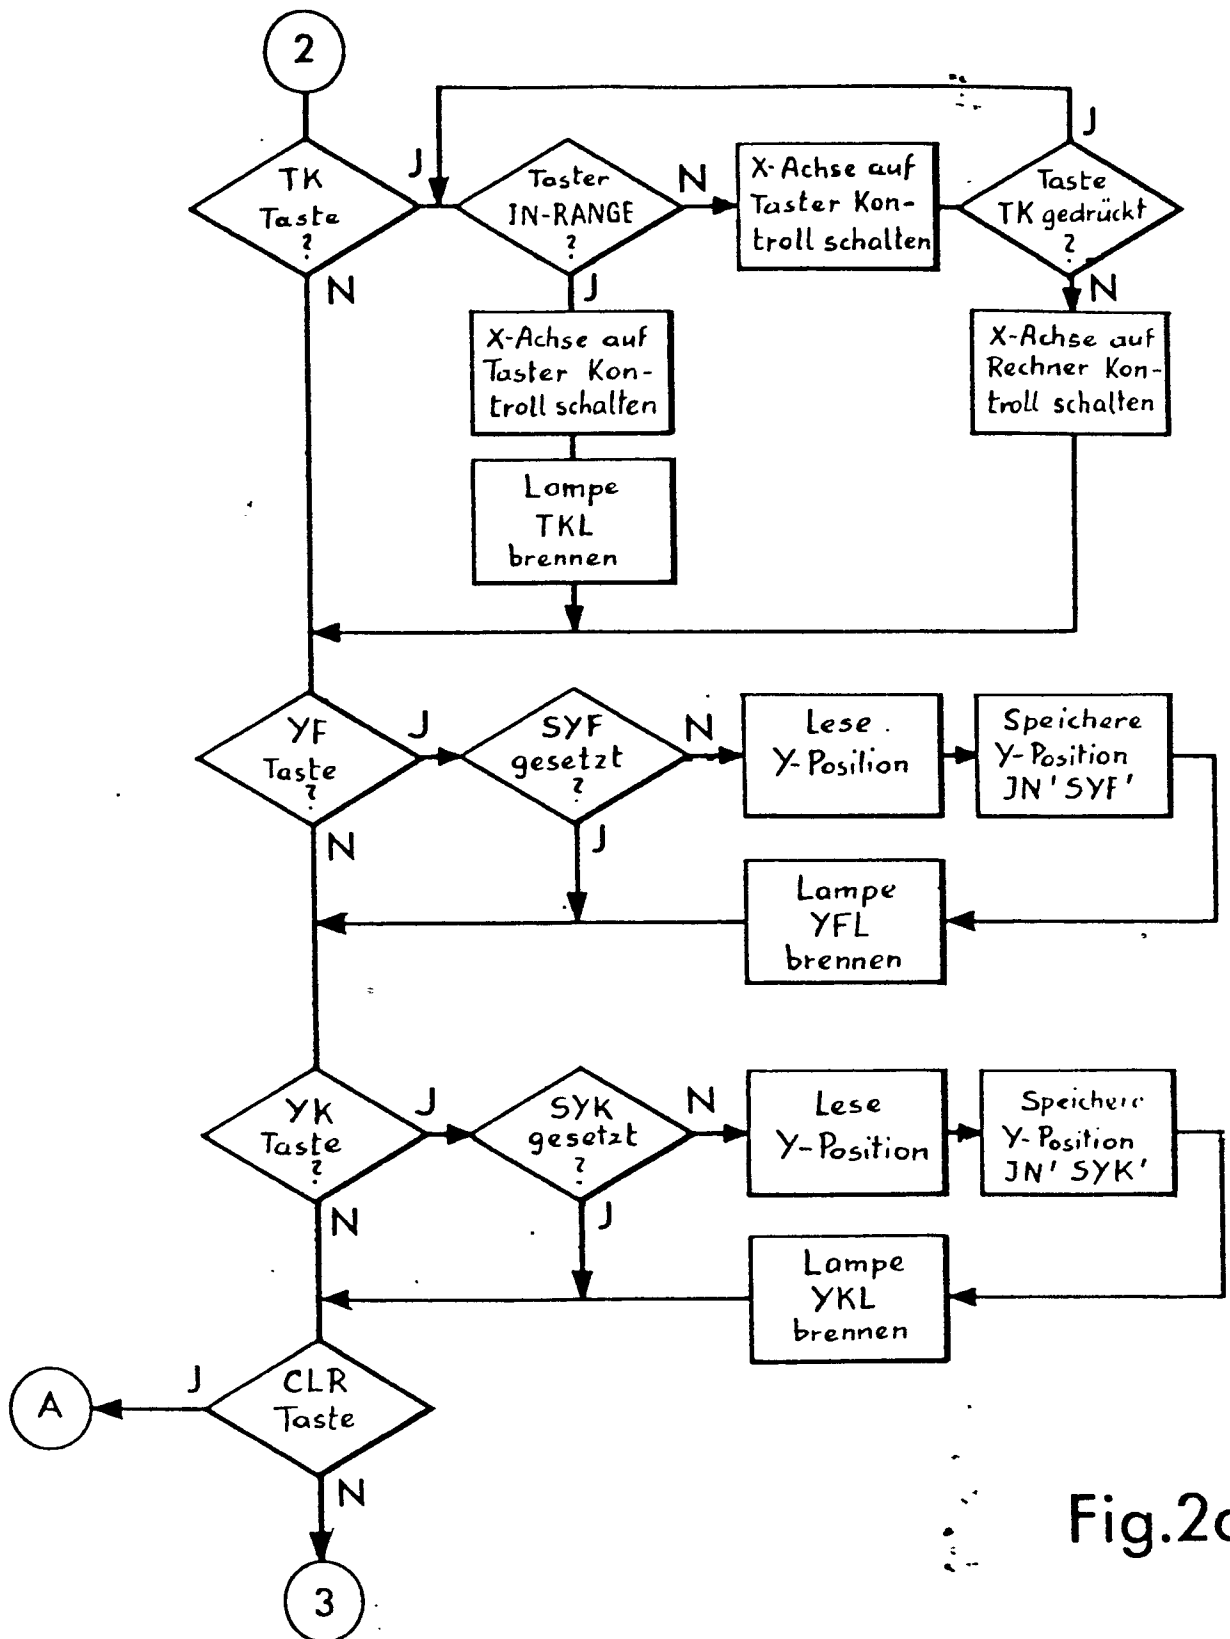 2
TK
Taste
?
J
N
Taster
IN-RANGE
?
N
J
X-Achse auf
Taster Kon-
troll schalten
Taste
TK gedrückt
?
J
N
X-Achse auf
Taster Kon-
troll schalten
X-Achse auf
Rechner Kon-
troll schalten
Lampe
TKL
brennen
YF
Taste
?
J
N
SYF
gesetzt
?
N
J
Lese
Y-Position
Speichere
Y-Position
JN'SYF'
Lampe
YFL
brennen
YK
Taste
?
J
N
SYK
gesetzt
?
N
J
Lese
Y-Position
Speichere
Y-Position
JN'SYK'
Lampe
YKL
brennen
CLR
Taste
J
N
A
3